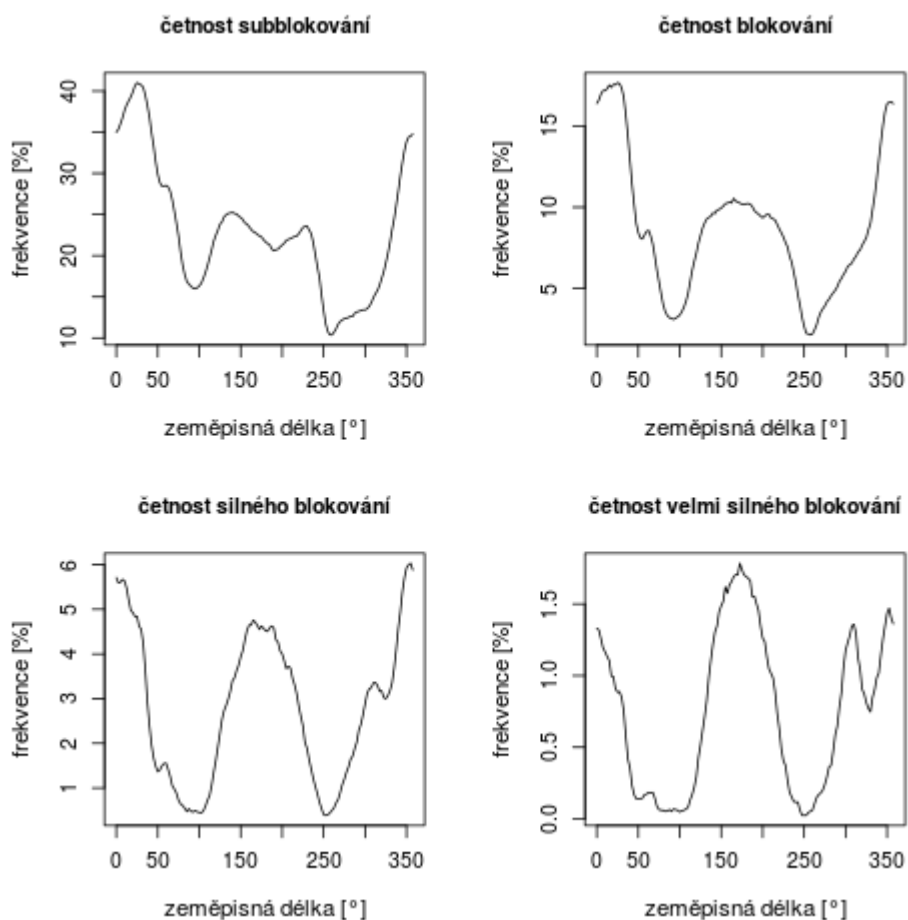 četnost subblokování
frekvence [%]
10 20 30 40
0 50 150 250 350
zeměpisná délka [°]
četnost blokování
frekvence [%]
5 10 15
0 50 150 250 350
zeměpisná délka [°]
četnost silného blokování
frekvence [%]
1 2 3 4 5 6
0 50 150 250 350
zeměpisná délka [°]
četnost velmi silného blokování
frekvence [%]
0.0 0.5 1.0 1.5
0 50 150 250 350
zeměpisná délka [°]